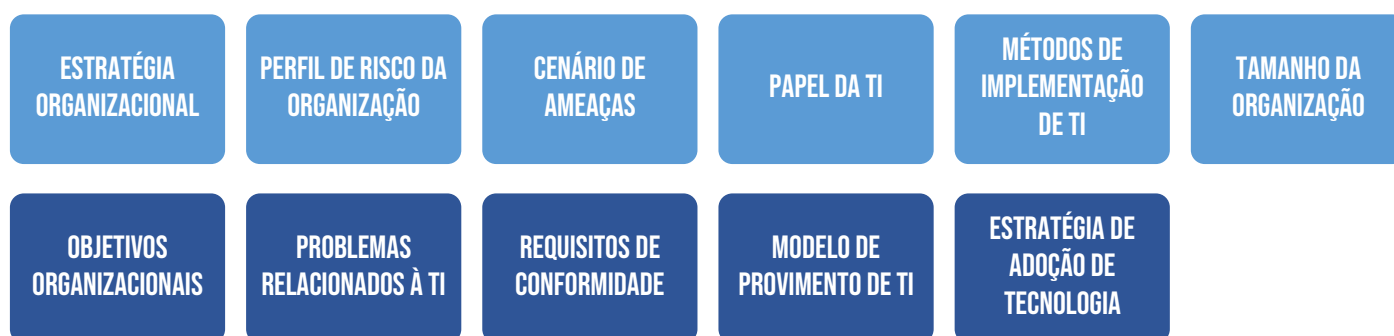 ESTRATÉGIA
ORGANIZACIONAL
PERFIL DE RISCO DA
ORGANIZAÇÃO
CENÁRIO DE
AMEAÇAS
PAPEL DA TI
MÉTODOS DE
IMPLEMENTAÇÃO
DE TI
TAMANHO DA
ORGANIZAÇÃO
OBJETIVOS
ORGANIZACIONAIS
PROBLEMAS
RELACIONADOS À TI
REQUISITOS DE
CONFORMIDADE
MODELO DE
PROVIMENTO DE TI
ESTRATÉGIA DE
ADOÇÃO DE
TECNOLOGIA